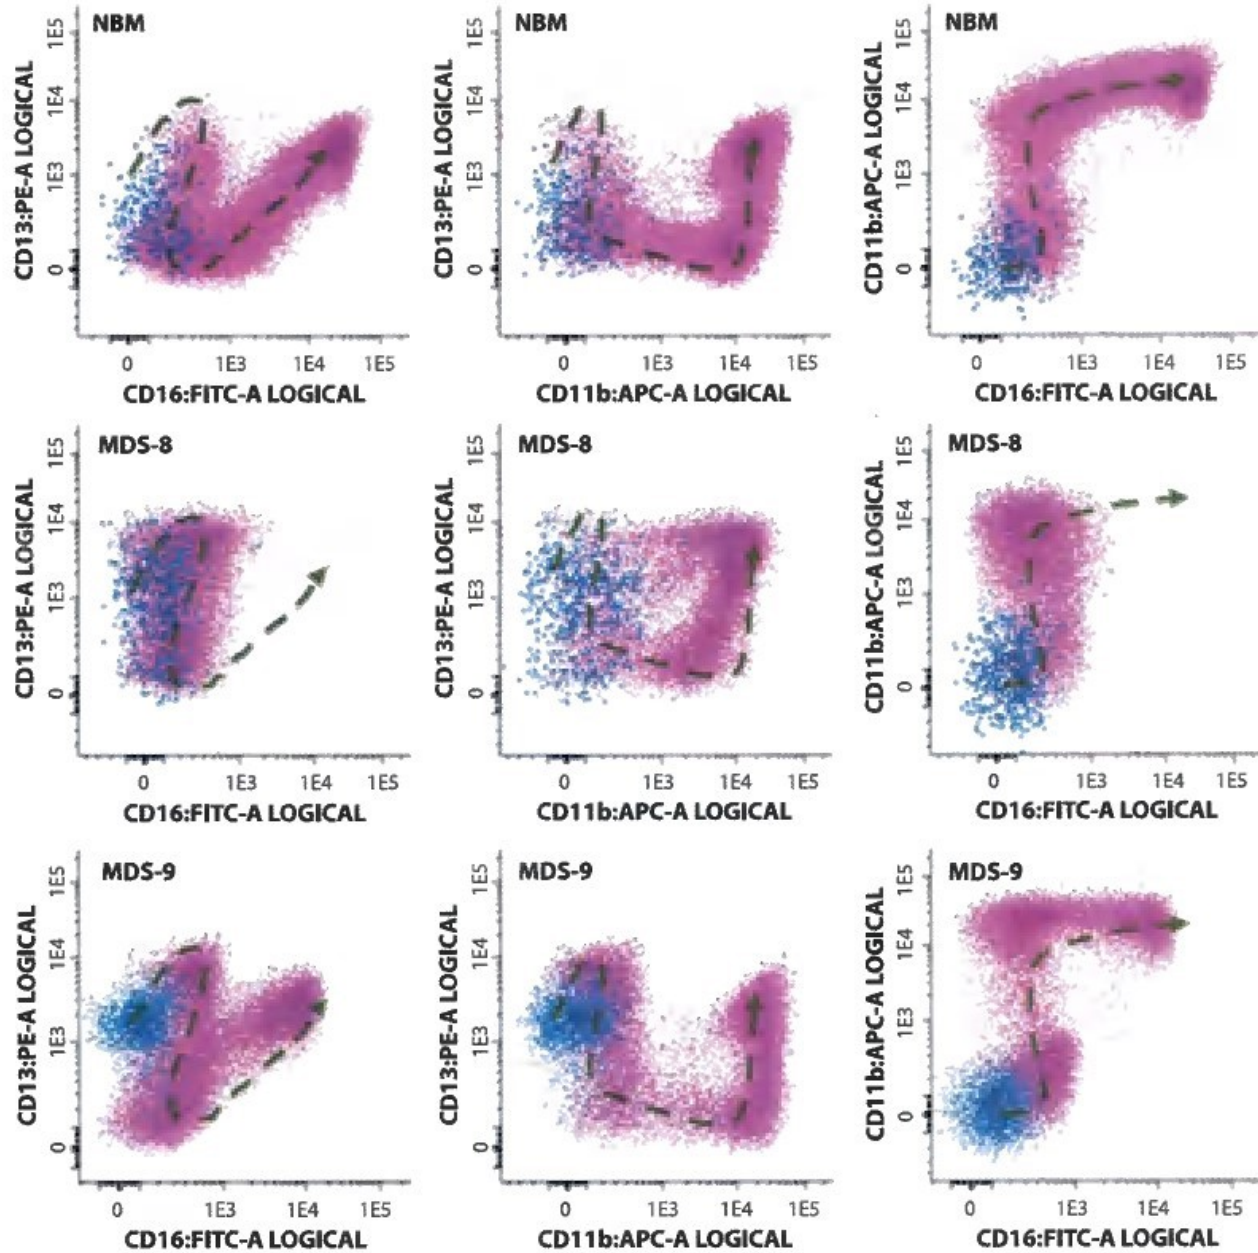 NBM
1E5
1E4
1E3
0
CD13:PE-A LOGICAL
0 1E3 1E4 1E5
CD16:FITC-A LOGICAL
NBM
1E5
1E4
1E3
0
CD13:PE-A LOGICAL
0 1E3 1E4 1E5
CD11b:APC-A LOGICAL
NBM
1E5
1E4
1E3
0
CD11b:APC-A LOGICAL
0 1E3 1E4 1E5
CD16:FITC-A LOGICAL
MDS-8
1E5
1E4
1E3
0
CD13:PE-A LOGICAL
0 1E3 1E4 1E5
CD16:FITC-A LOGICAL
MDS-8
1E5
1E4
1E3
0
CD13:PE-A LOGICAL
0 1E3 1E4 1E5
CD11b:APC-A LOGICAL
MDS-8
1E5
1E4
1E3
0
CD11b:APC-A LOGICAL
0 1E3 1E4 1E5
CD16:FITC-A LOGICAL
MDS-9
1E5
1E4
1E3
0
CD13:PE-A LOGICAL
0 1E3 1E4 1E5
CD16:FITC-A LOGICAL
MDS-9
1E5
1E4
1E3
0
CD13:PE-A LOGICAL
0 1E3 1E4 1E5
CD11b:APC-A LOGICAL
MDS-9
1E5
1E4
1E3
0
CD11b:APC-A LOGICAL
0 1E3 1E4 1E5
CD16:FITC-A LOGICAL